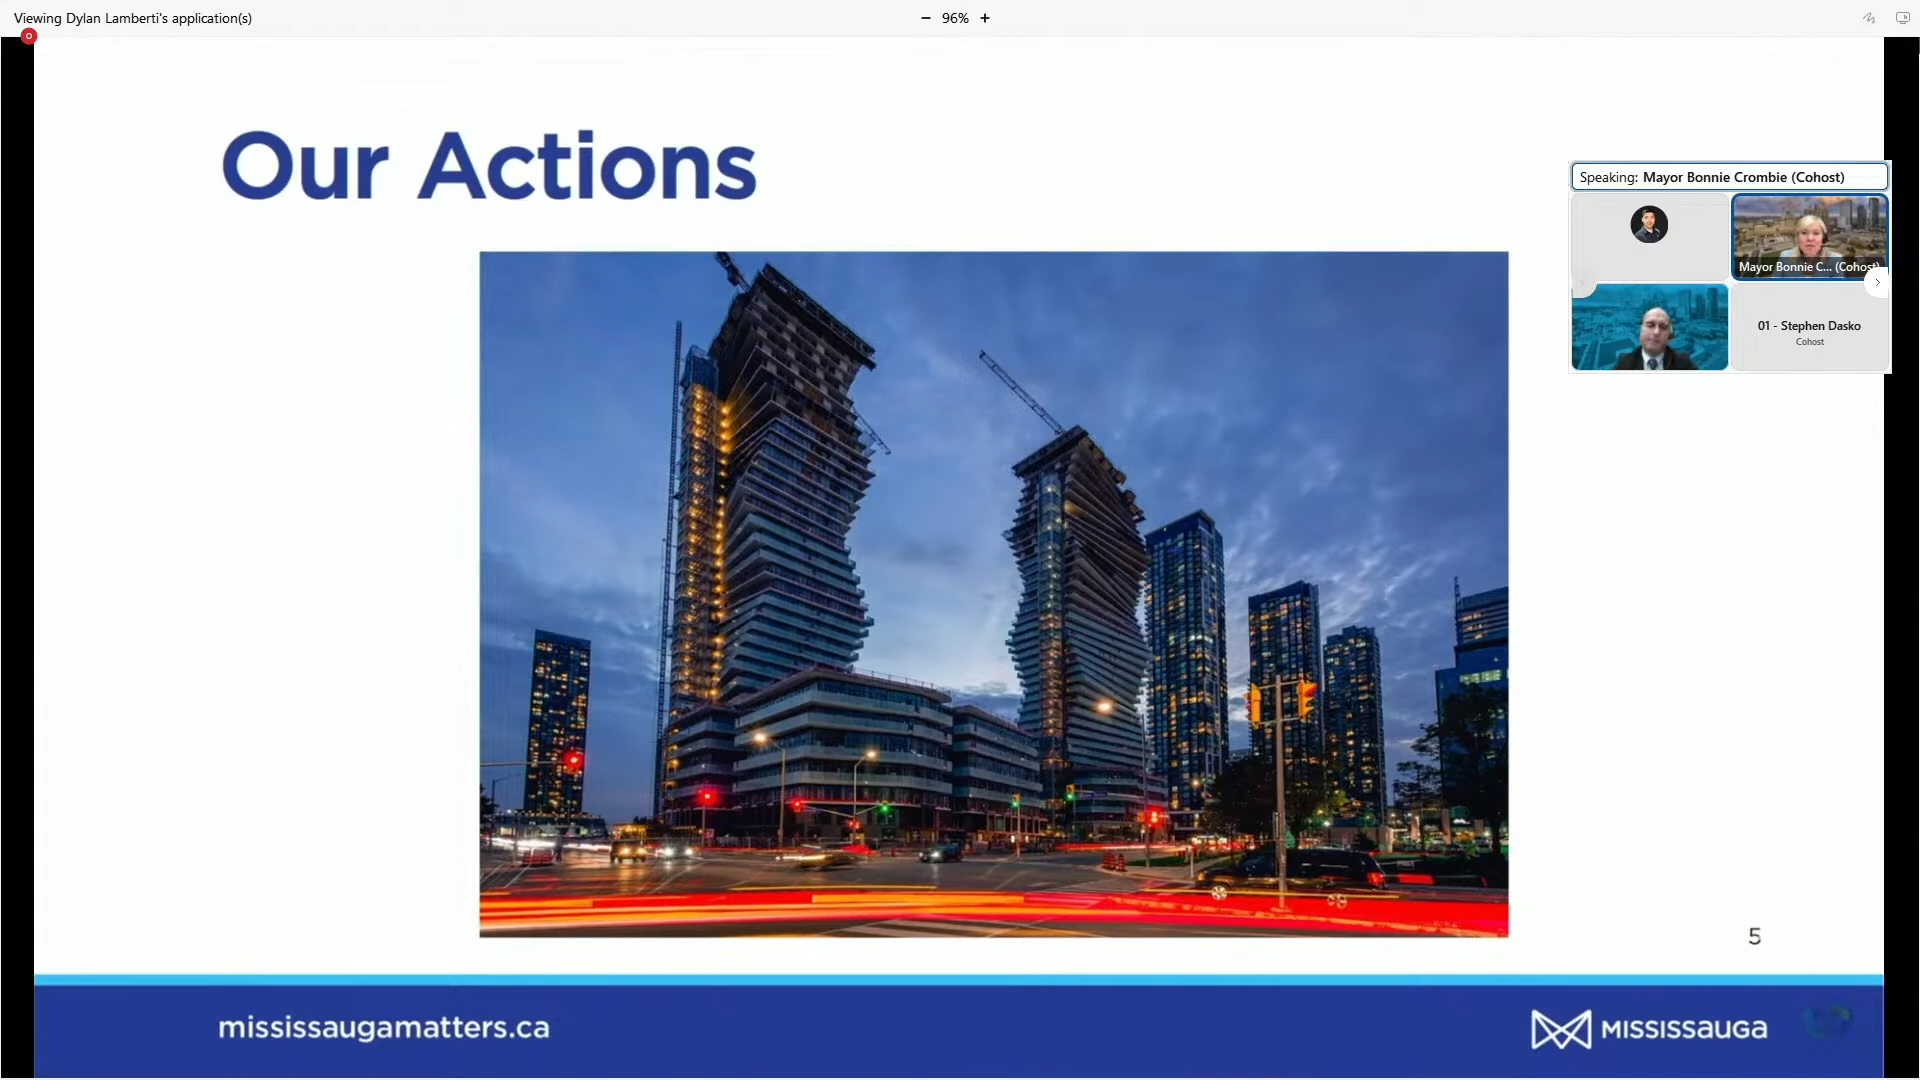 Viewing Dylan Lamberti's application(s)
96%
Our Actions
Speaking: Mayor Bonnie Crombie (Cohost)
Mayor Bonnie C... (Cohost)
01 - Stephen Dasko
Cohost
5
mississaugamatters.ca
MISSISSAUGA